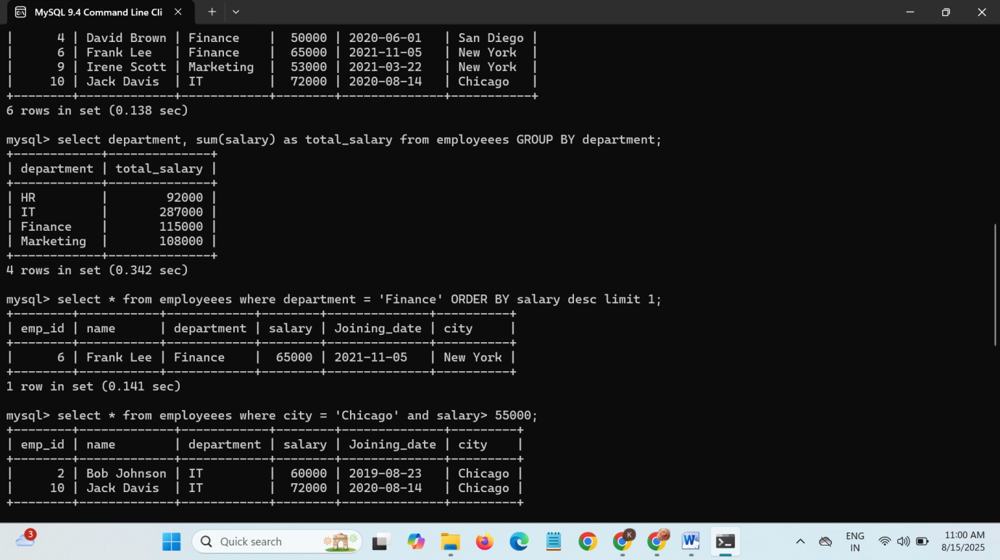 MySQL 9.4 Command Line Cli
|      4 | David Brown | Finance    |  50000 | 2020-06-01   | San Diego |
|      6 | Frank Lee   | Finance    |  65000 | 2021-11-05   | New York  |
|      9 | Irene Scott | Marketing  |  53000 | 2021-03-22   | New York  |
|     10 | Jack Davis  | IT         |  72000 | 2020-08-14   | Chicago   |
+--------+-------------+------------+--------+--------------+-----------+
6 rows in set (0.138 sec)
mysql> select department, sum(salary) as total_salary from employeees GROUP BY department;
+------------+--------------+
| department | total_salary |
+------------+--------------+
| HR         |        92000 |
| IT         |       287000 |
| Finance    |       115000 |
| Marketing  |       108000 |
+------------+--------------+
4 rows in set (0.342 sec)
mysql> select * from employeees where department = 'Finance' ORDER BY salary desc limit 1;
+--------+-----------+------------+--------+--------------+----------+
| emp_id | name      | department | salary | Joining_date | city     |
+--------+-----------+------------+--------+--------------+----------+
|      6 | Frank Lee | Finance    |  65000 | 2021-11-05   | New York |
+--------+-----------+------------+--------+--------------+----------+
1 row in set (0.141 sec)
mysql> select * from employeees where city = 'Chicago' and salary> 55000;
+--------+-------------+------------+--------+--------------+---------+
| emp_id | name        | department | salary | Joining_date | city    |
+--------+-------------+------------+--------+--------------+---------+
|      2 | Bob Johnson | IT         |  60000 | 2019-08-23   | Chicago |
|     10 | Jack Davis  | IT         |  72000 | 2020-08-14   | Chicago |
+--------+-------------+------------+--------+--------------+---------+
3
Quick search
K
W
ENG
IN
11:00 AM
8/15/2025